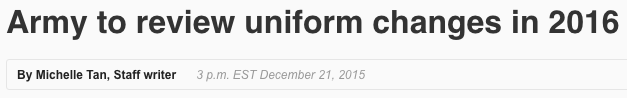 Army to review uniform changes in 2016
By Michelle Tan, Staff writer 3 p.m. EST December 21, 2015